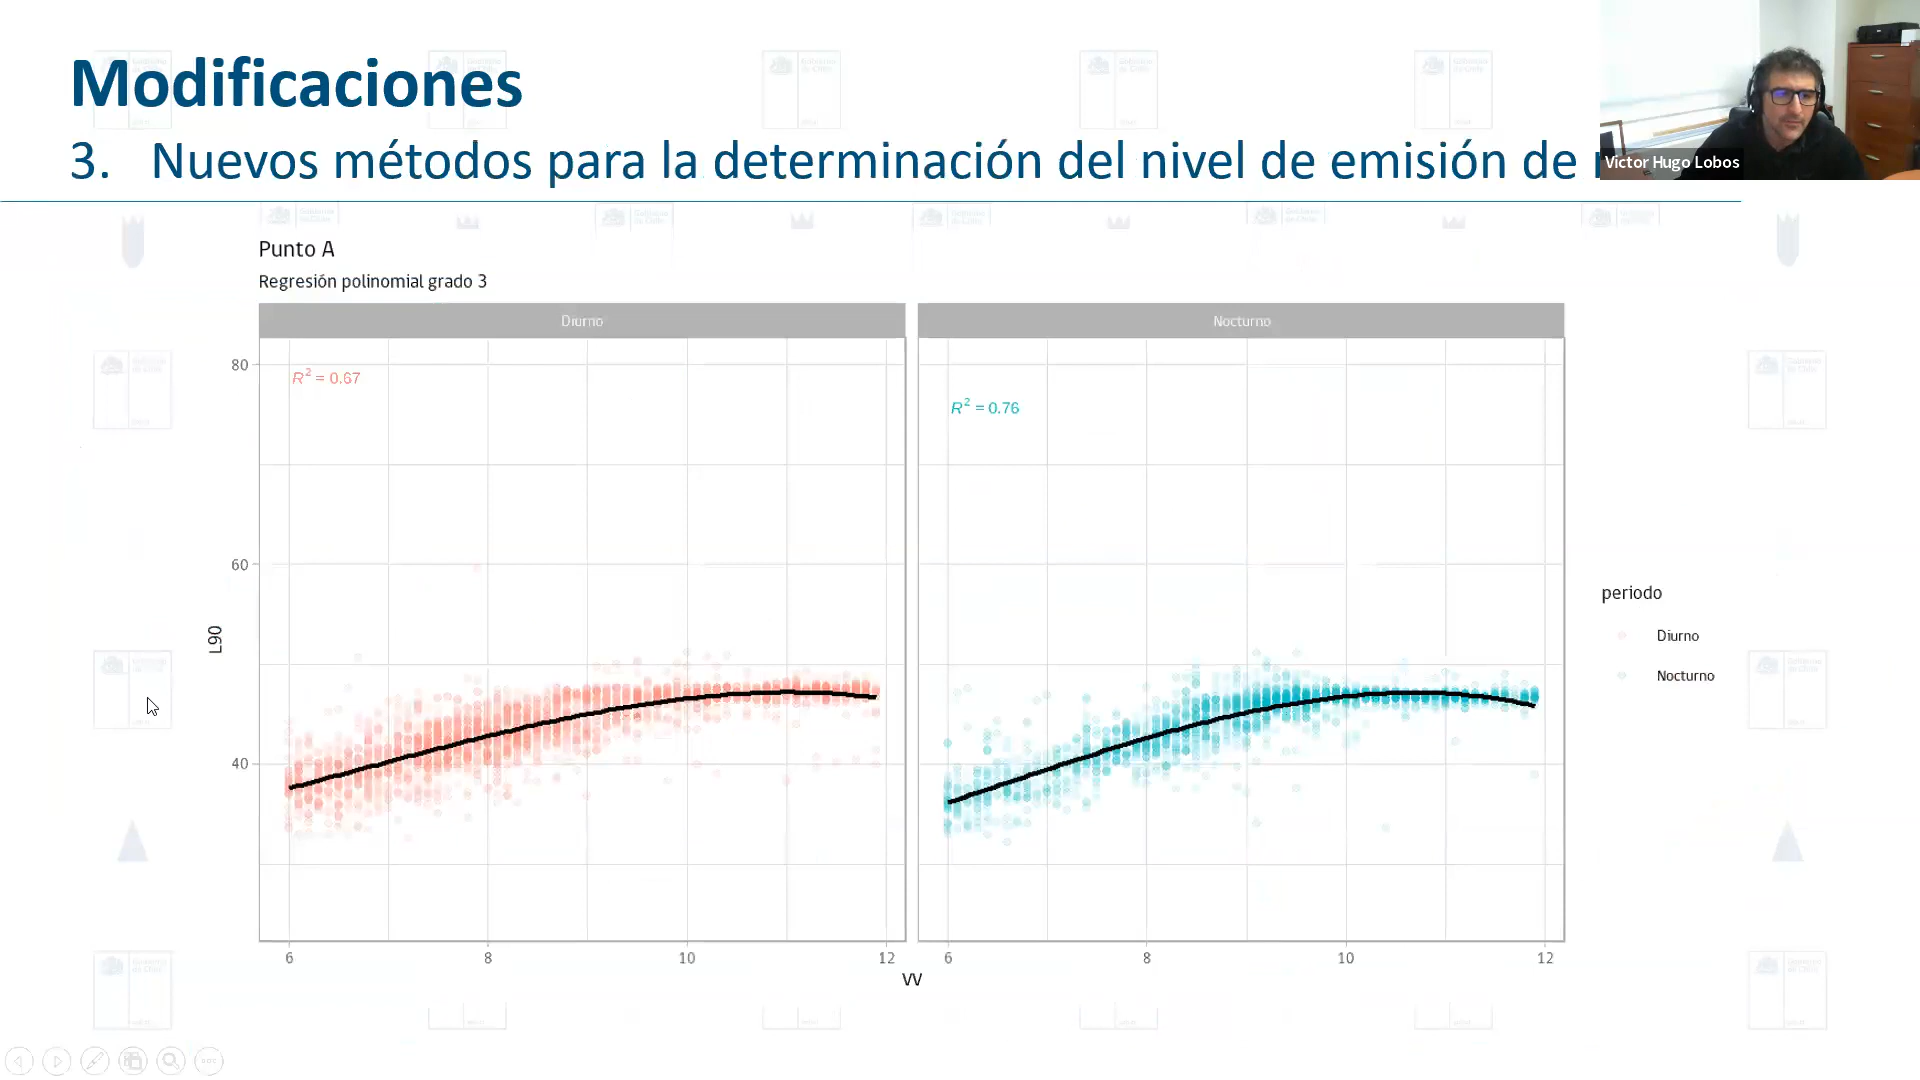 Modificaciones
3. Nuevos métodos para la determinación del nivel de emisión de
Victor Hugo Lobos
Punto A
Regresión polinomial grado 3
Diurno
Nocturno
R² = 0.67
R² = 0.76
80
60
40
L90
6
8
10
12
6
8
10
12
VV
periodo
Diurno
Nocturno